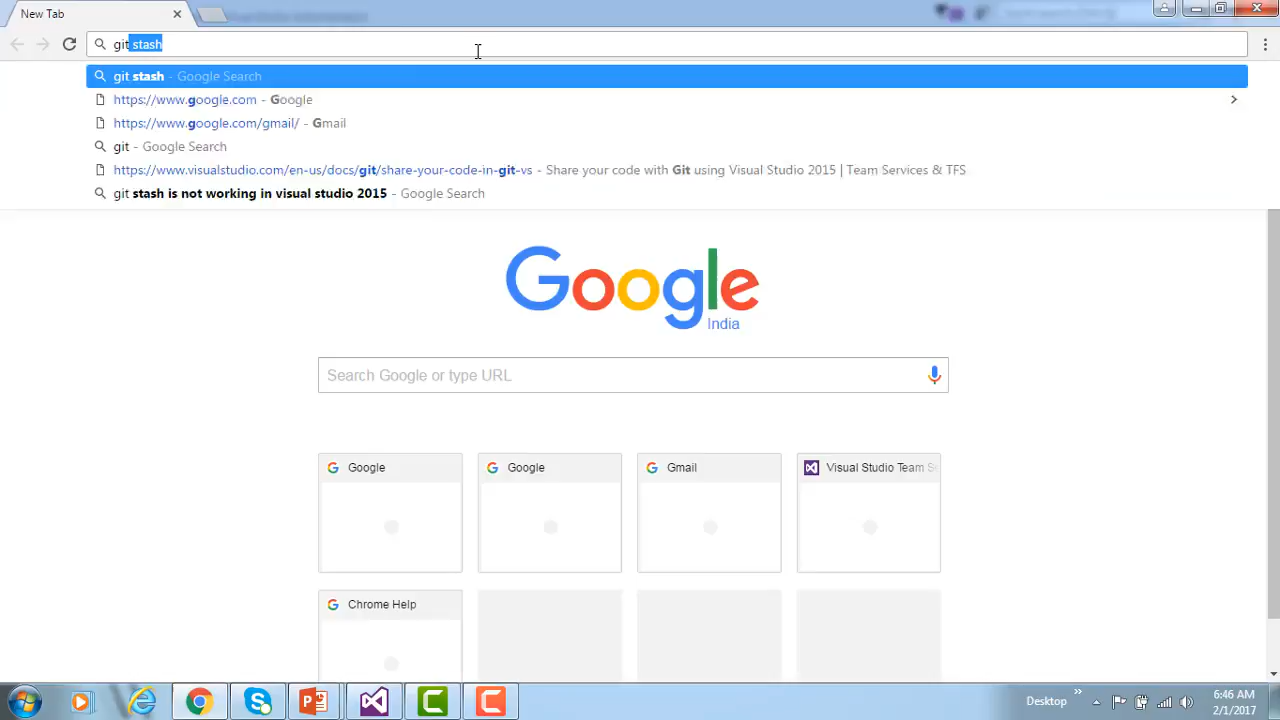 New Tab
git stash
git stash - Google Search
https://www.google.com - Google
https://www.google.com/gmail/ - Gmail
git - Google Search
https://www.visualstudio.com/en-us/docs/git/share-your-code-in-git-vs - Share your code with Git using Visual Studio 2015 | Team Services & TFS
git stash is not working in visual studio 2015 - Google Search
Google
India
Search Google or type URL
Google
Google
Gmail
Visual Studio Team S
Chrome Help
Desktop
6:46 AM
2/1/2017